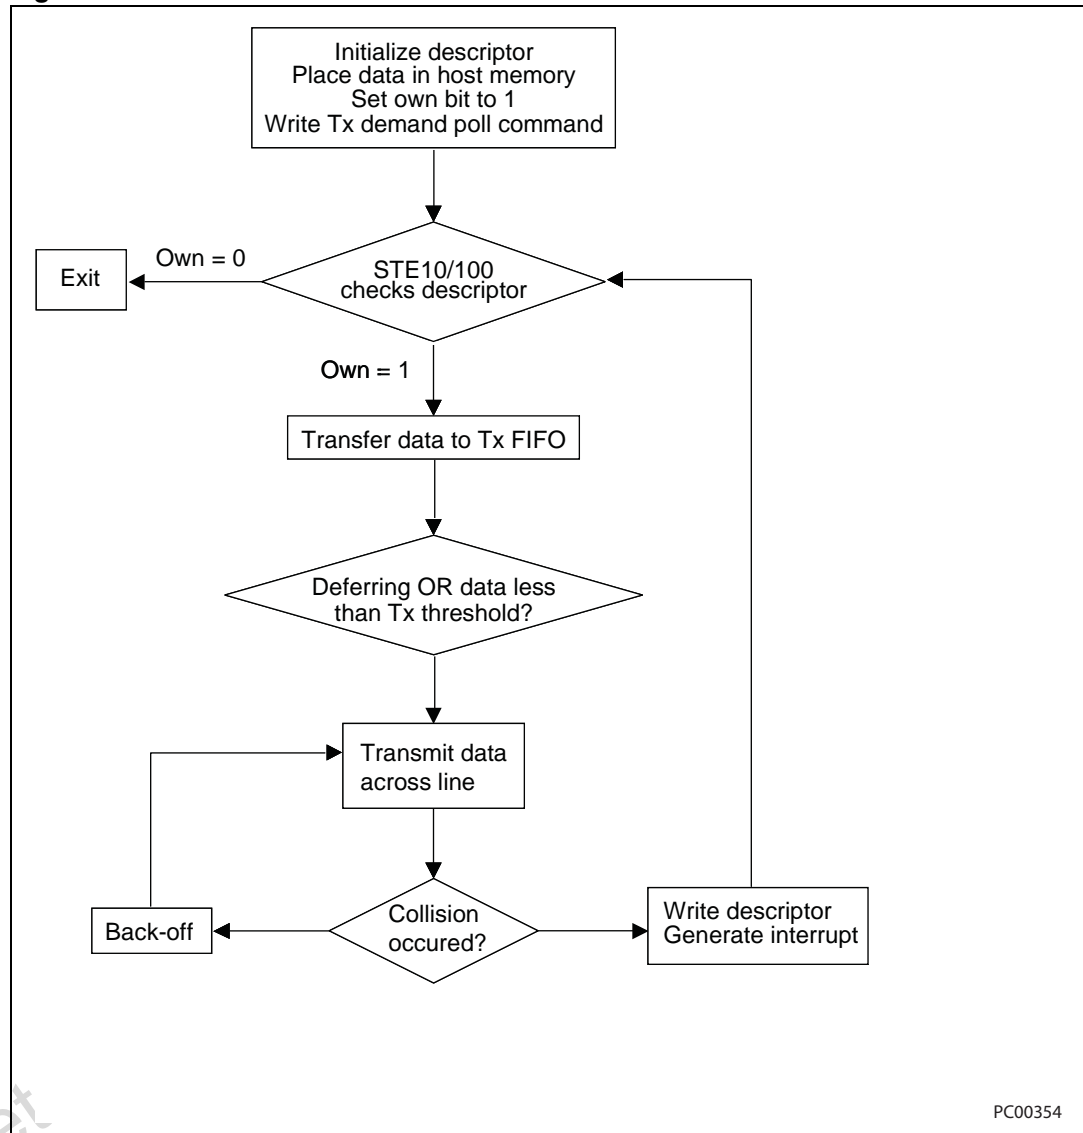 Initialize descriptor
Place data in host memory
Set own bit to 1
Write Tx demand poll command
Exit
Own = 0
STE10/100
checks descriptor
Own = 1
Transfer data to Tx FIFO
Deferring OR data less
than Tx threshold?
Transmit data
across line
Back-off
Collision
occured?
Write descriptor
Generate interrupt
PC00354